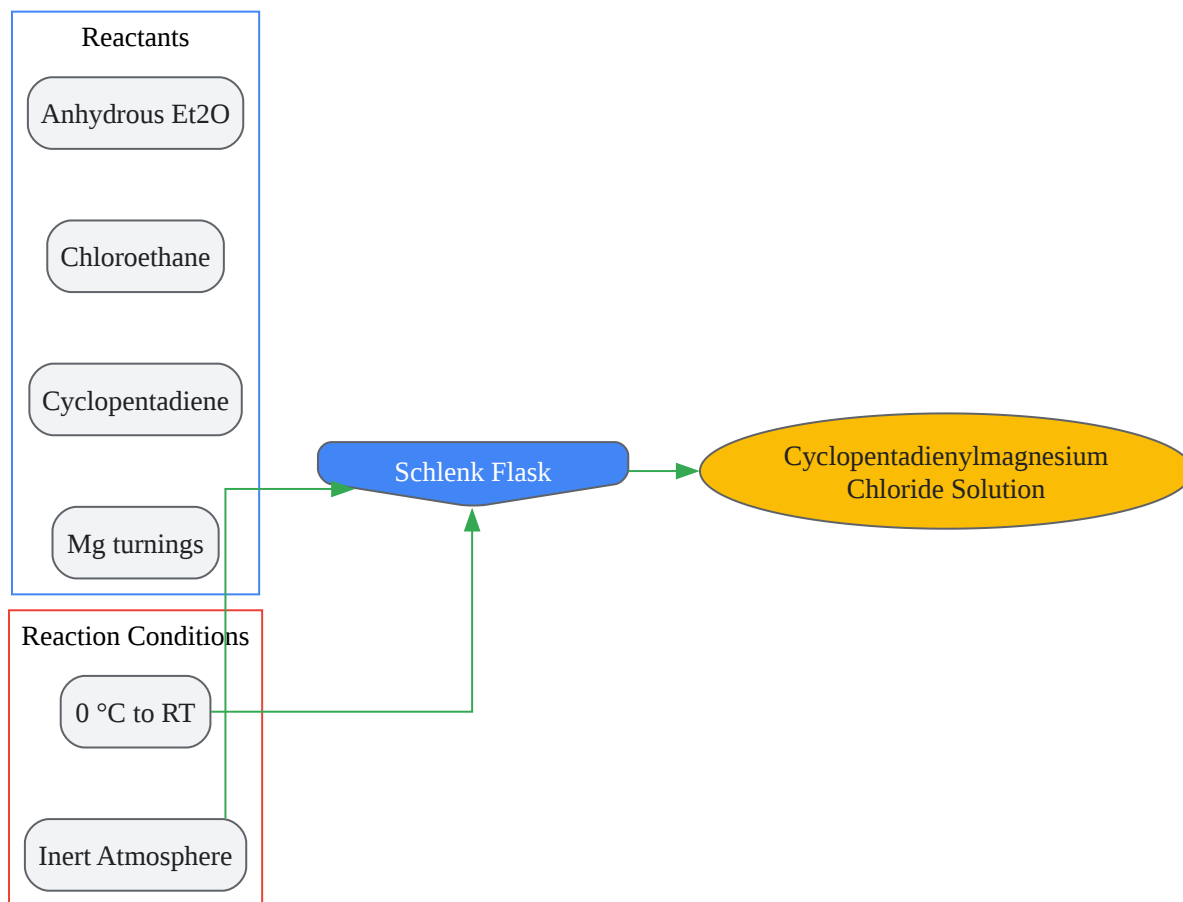 Reactants
Anhydrous Et2O
Chloroethane
Cyclopentadiene
Mg turnings
Reaction Conditions
0 °C to RT
Inert Atmosphere
Schlenk Flask
Cyclopentadienylmagnesium
Chloride Solution